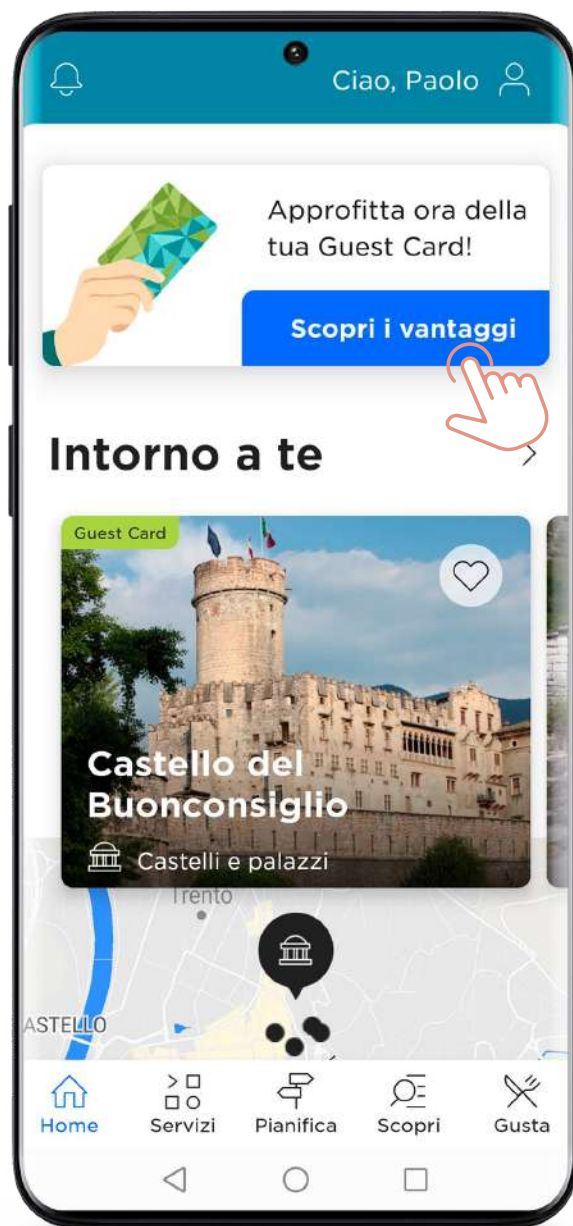 Ciao, Paolo
Approfitta ora della
tua Guest Card!
Scopri i vantaggi
Intorno a te
Guest Card
Castello del
Buonconsiglio
Castelli e palazzi
Trento
ASTELLO
Home
Servizi
Pianifica
Scopri
Gusta